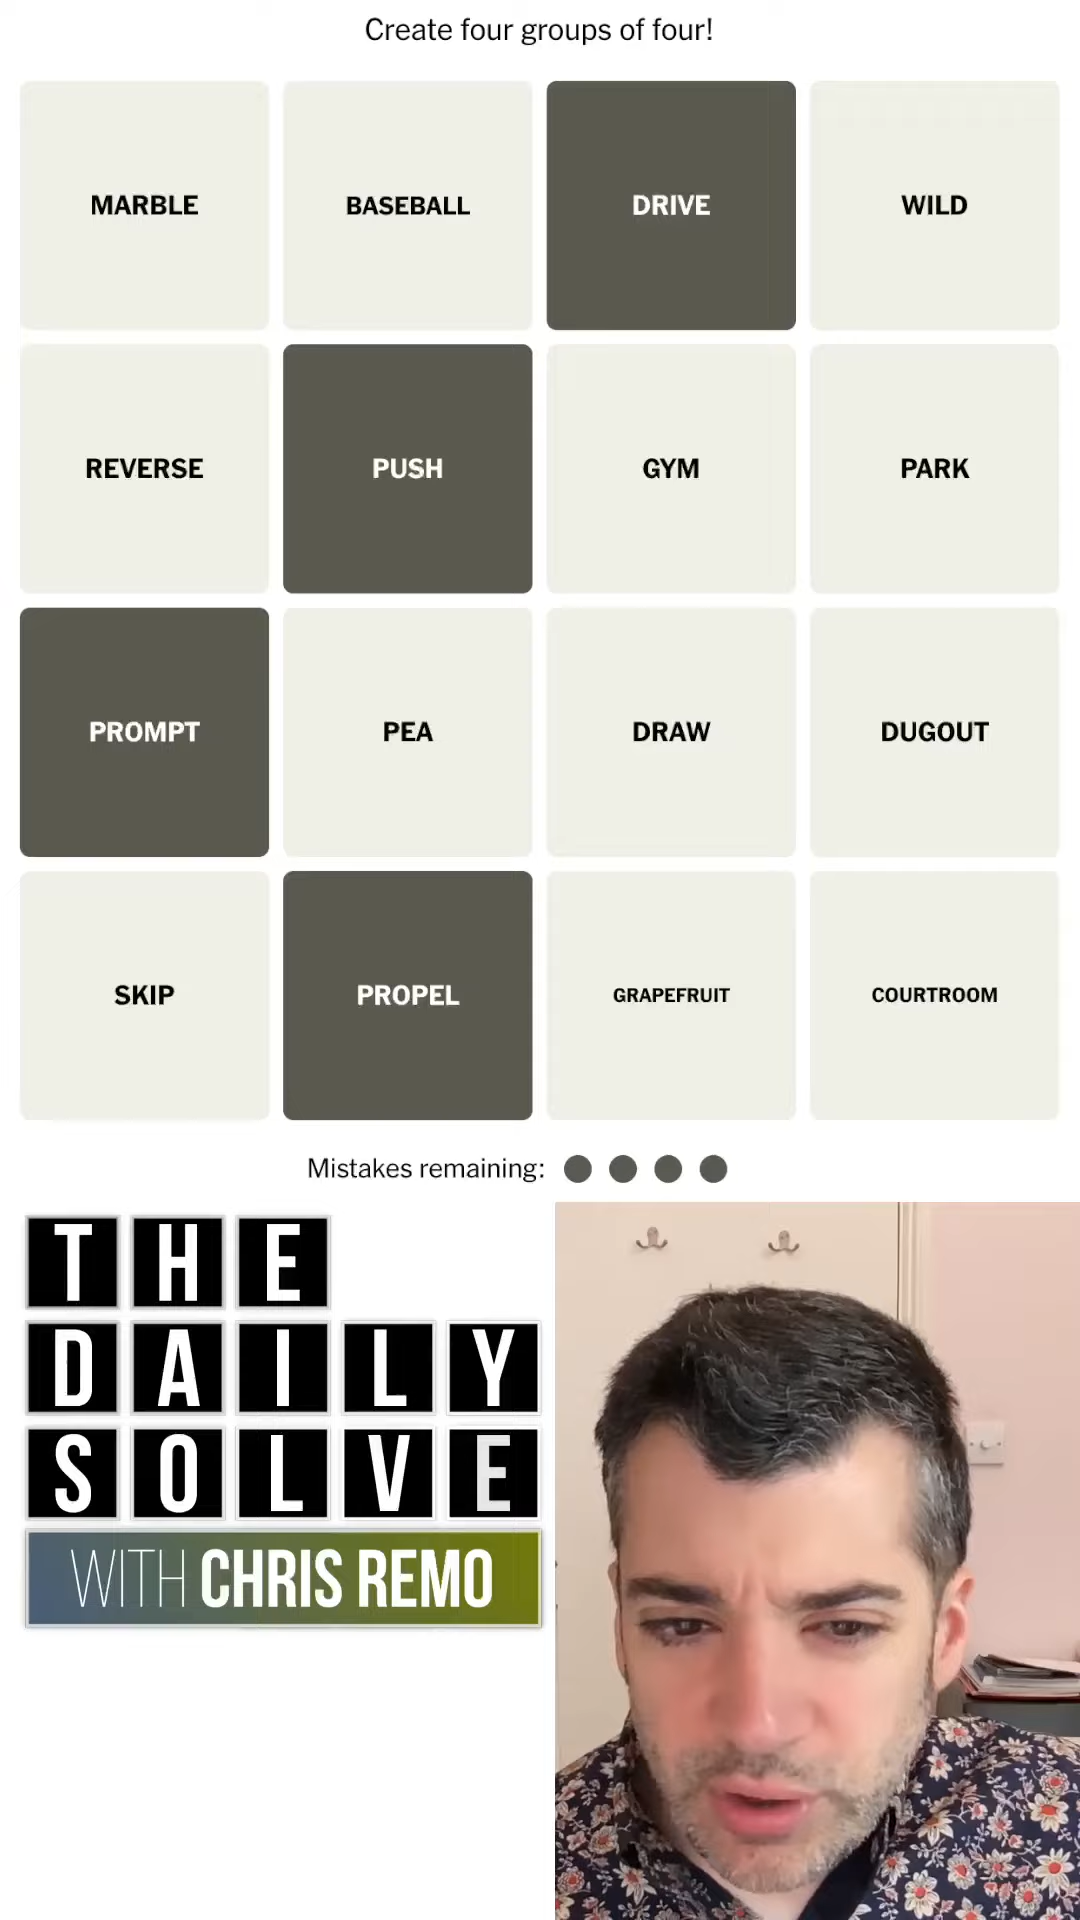 Create four groups of four!
MARBLE BASEBALL DRIVE WILD
REVERSE PUSH GYM PARK
PROMPT PEA DRAW DUGOUT
SKIP PROPEL GRAPEFRUIT COURTROOM
Mistakes remaining:
THE
DAILY
SOLVE
WITH CHRIS REMO